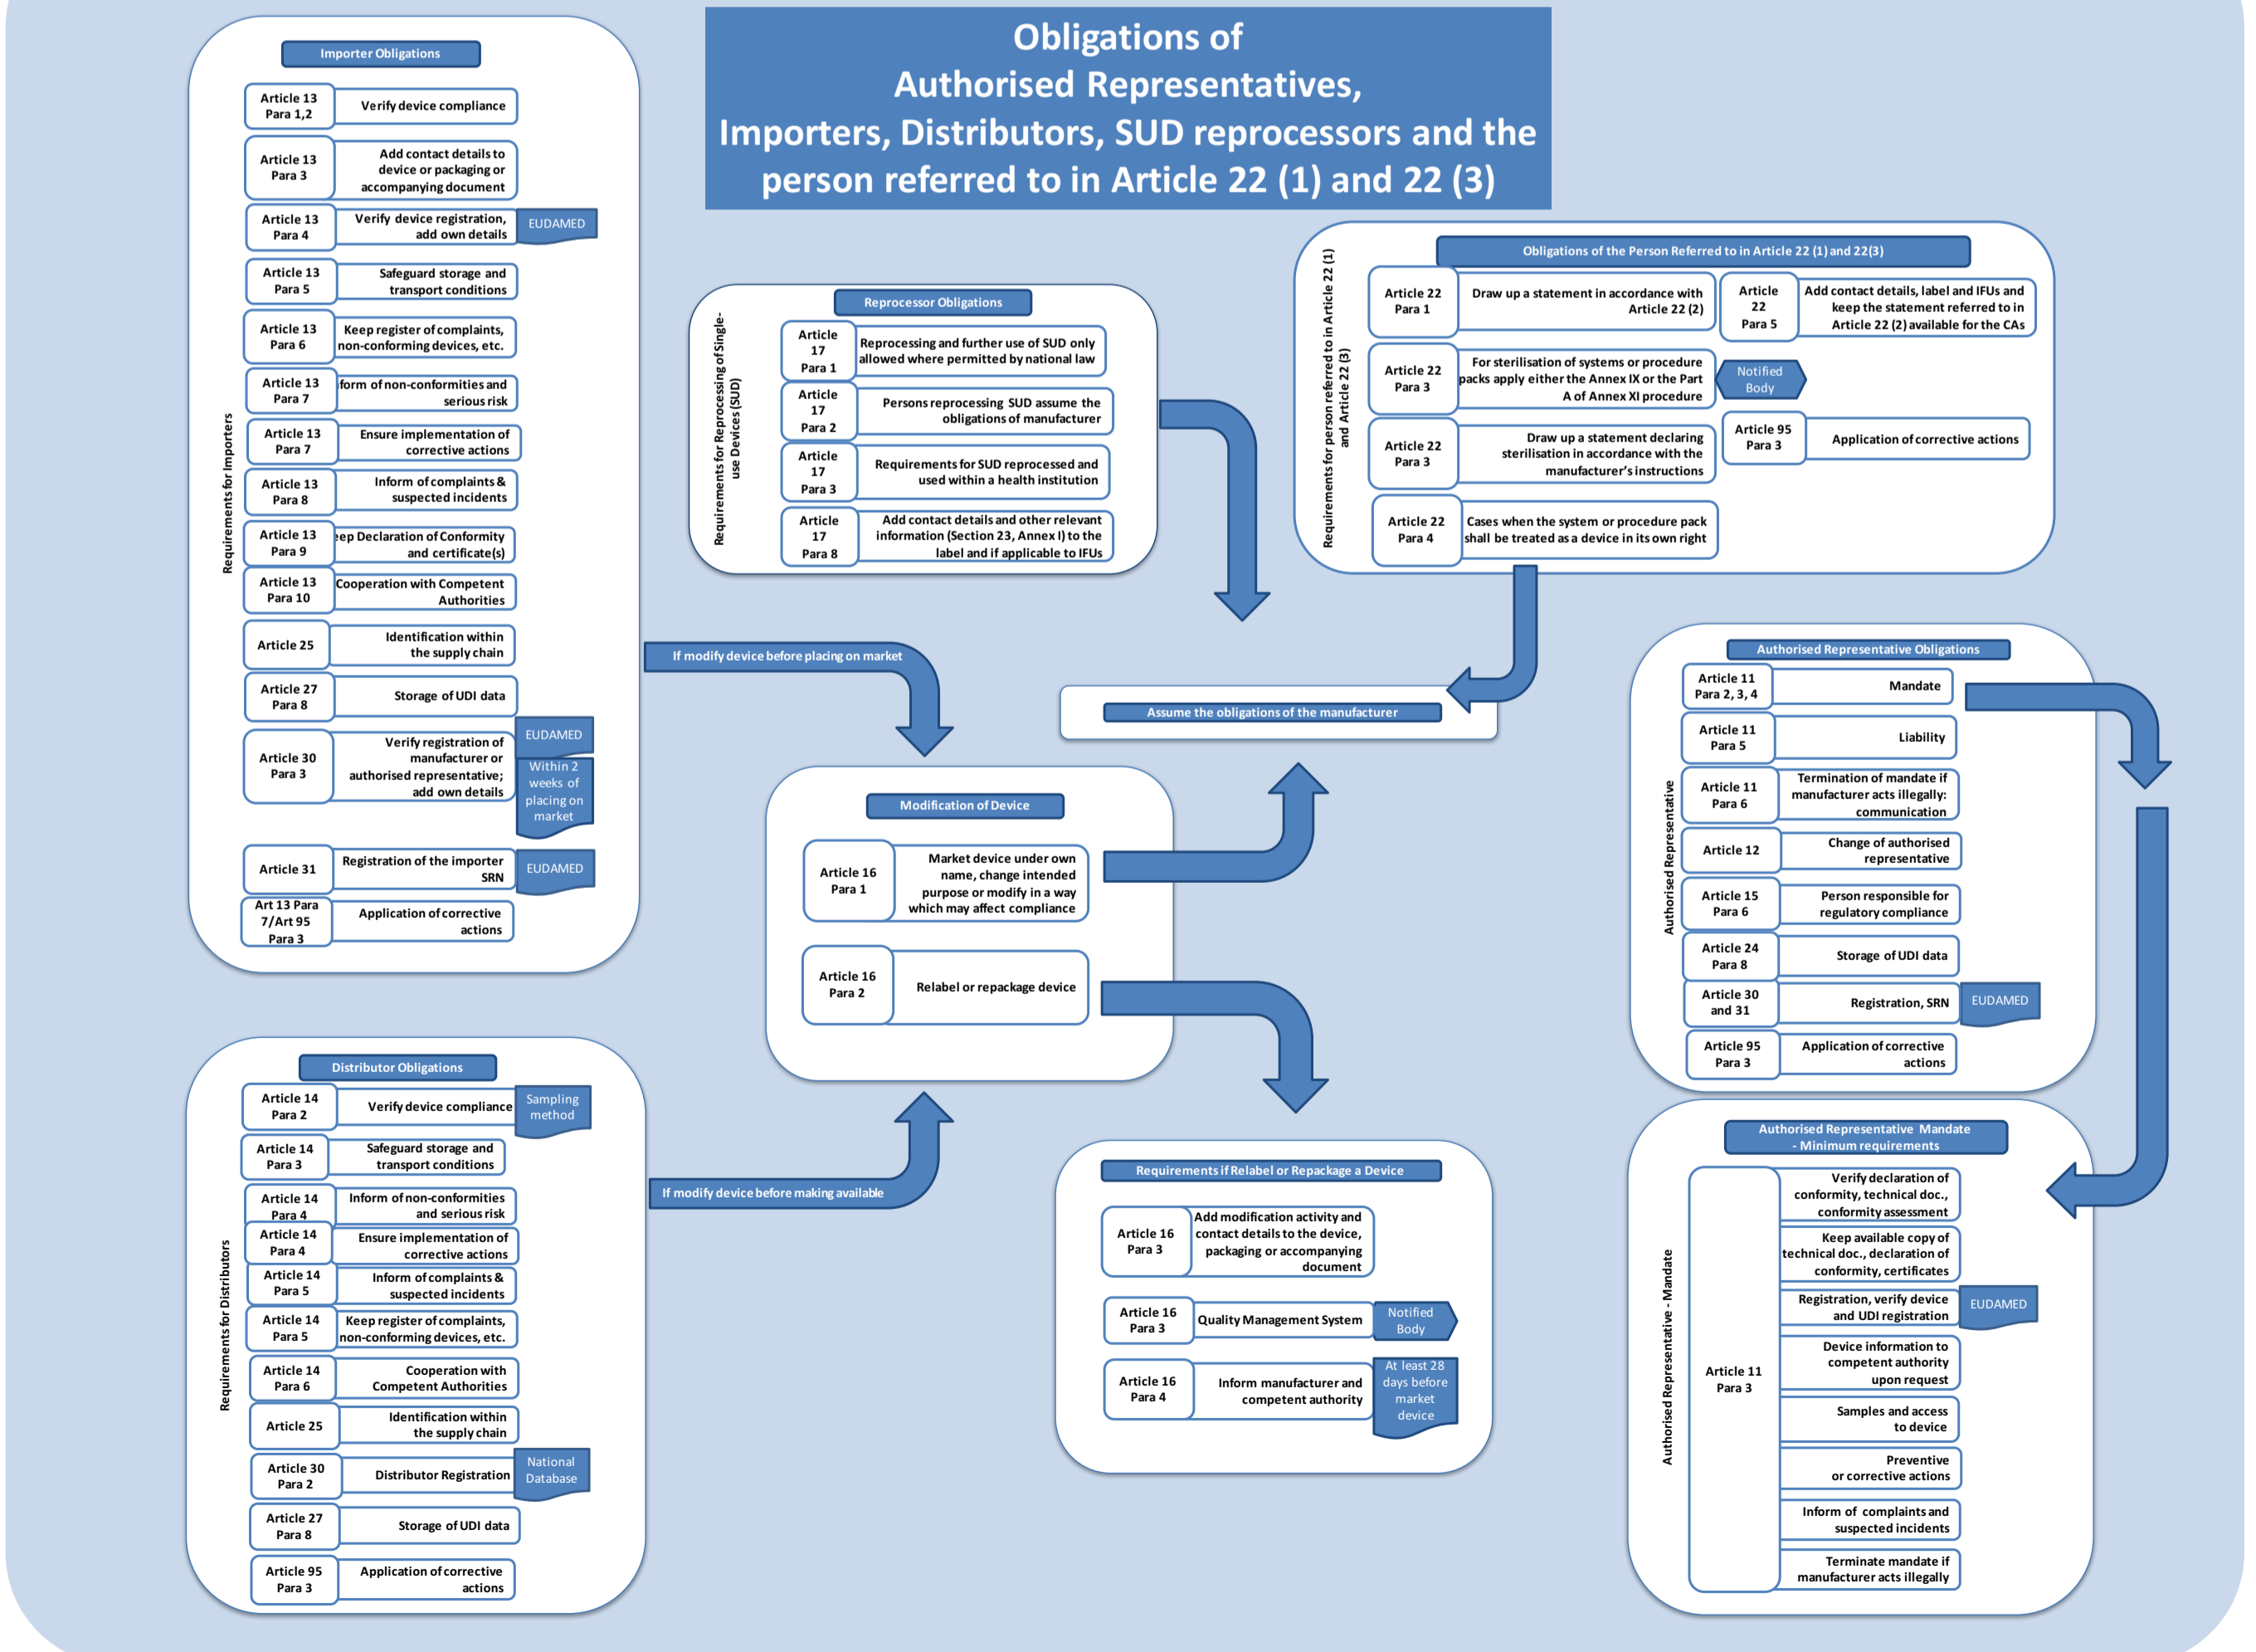 Obligations of
Authorised Representatives,
Importers, Distributors, SUD reprocessors and the
person referred to in Article 22 (1) and 22 (3)
Importer Obligations
Requirements for Importers
Article 13
Para 1,2
Verify device compliance
Article 13
Para 3
Add contact details to
device or packaging or
accompanying document
Article 13
Para 4
Verify device registration,
add own details
EUDAMED
Article 13
Para 5
Safeguard storage and
transport conditions
Article 13
Para 6
Keep register of complaints,
non-conforming devices, etc.
Article 13
Para 7
form of non-conformities and
serious risk
Article 13
Para 7
Ensure implementation of
corrective actions
Article 13
Para 8
Inform of complaints &
suspected incidents
Article 13
Para 9
eep Declaration of Conformity
and certificate(s)
Article 13
Para 10
Cooperation with Competent
Authorities
Article 25
Identification within
the supply chain
Article 27
Para 8
Storage of UDI data
Article 30
Para 3
Verify registration of
manufacturer or
authorised representative;
add own details
EUDAMED
Within 2
weeks of
placing on
market
Article 31
Registration of the importer
SRN
EUDAMED
Art 13 Para
7/Art 95
Para 3
Application of corrective
actions
Distributor Obligations
Requirements for Distributors
Article 14
Para 2
Verify device compliance
Sampling
method
Article 14
Para 3
Safeguard storage and
transport conditions
Article 14
Para 4
Inform of non-conformities
and serious risk
Article 14
Para 4
Ensure implementation of
corrective actions
Article 14
Para 5
Inform of complaints &
suspected incidents
Article 14
Para 5
Keep register of complaints,
non-conforming devices, etc.
Article 14
Para 6
Cooperation with
Competent Authorities
Article 25
Identification within
the supply chain
Article 30
Para 2
Distributor Registration
National
Database
Article 27
Para 8
Storage of UDI data
Article 95
Para 3
Application of corrective
actions
Reprocessor Obligations
Requirements for Reprocessing of Single-
use Devices (SUD)
Article
17
Para 1
Reprocessing and further use of SUD only
allowed where permitted by national law
Article
17
Para 2
Persons reprocessing SUD assume the
obligations of manufacturer
Article
17
Para 3
Requirements for SUD reprocessed and
used within a health institution
Article
17
Para 8
Add contact details and other relevant
information (Section 23, Annex I) to the
label and if applicable to IFUs
If modify device before placing on market
If modify device before making available
Modification of Device
Article 16
Para 1
Market device under own
name, change intended
purpose or modify in a way
which may affect compliance
Article 16
Para 2
Relabel or repackage device
Assume the obligations of the manufacturer
Requirements if Relabel or Repackage a Device
Article 16
Para 3
Add modification activity and
contact details to the device,
packaging or accompanying
document
Article 16
Para 3
Quality Management System
Notified
Body
Article 16
Para 4
Inform manufacturer and
competent authority
At least 28
days before
market
device
Obligations of the Person Referred to in Article 22 (1) and 22(3)
Requirements for person referred to in Article 22 (1)
and Article 22 (3)
Article 22
Para 1
Draw up a statement in accordance with
Article 22 (2)
Article
22
Para 5
Add contact details, label and IFUs and
keep the statement referred to in
Article 22 (2) available for the CAs
Article 22
Para 3
For sterilisation of systems or procedure
packs apply either the Annex IX or the Part
A of Annex XI procedure
Notified
Body
Article 22
Para 3
Draw up a statement declaring
sterilisation in accordance with the
manufacturer's instructions
Article 95
Para 3
Application of corrective actions
Article 22
Para 4
Cases when the system or procedure pack
shall be treated as a device in its own right
Authorised Representative Obligations
Authorised Representative
Article 11
Para 2, 3, 4
Mandate
Article 11
Para 5
Liability
Article 11
Para 6
Termination of mandate if
manufacturer acts illegally:
communication
Article 12
Change of authorised
representative
Article 15
Para 6
Person responsible for
regulatory compliance
Article 24
Para 8
Storage of UDI data
Article 30
and 31
Registration, SRN
EUDAMED
Article 95
Para 3
Application of corrective
actions
Authorised Representative Mandate
- Minimum requirements
Authorised Representative - Mandate
Article 11
Para 3
Verify declaration of
conformity, technical doc.,
conformity assessment
Keep available copy of
technical doc., declaration of
conformity, certificates
Registration, verify device
and UDI registration
EUDAMED
Device information to
competent authority
upon request
Samples and access
to device
Preventive
or corrective actions
Inform of complaints and
suspected incidents
Terminate mandate if
manufacturer acts illegally